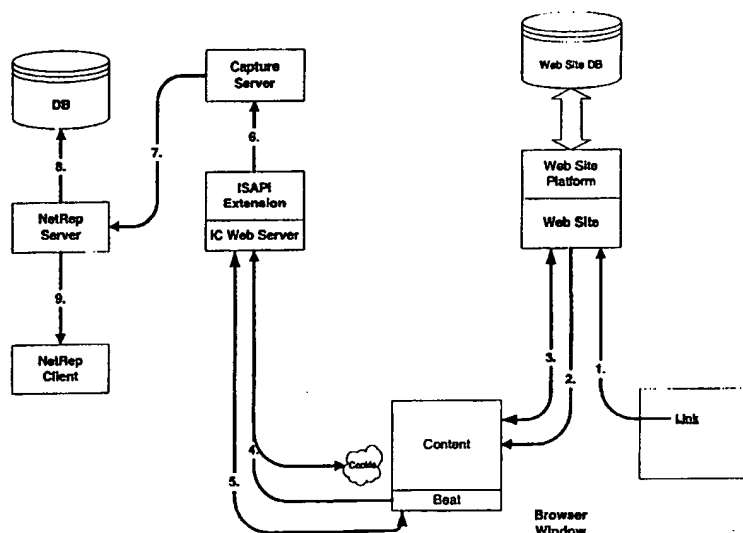 DB
8.
NetRep
Server
9.
NetRep
Client
7.
Capture
Server
6.
ISAPI
Extension
IC Web Server
5.
4.
Cookie
Content
Beat
Web Site DB
Web Site
Platform
Web Site
3.
2.
1.
Link
Browser
Window